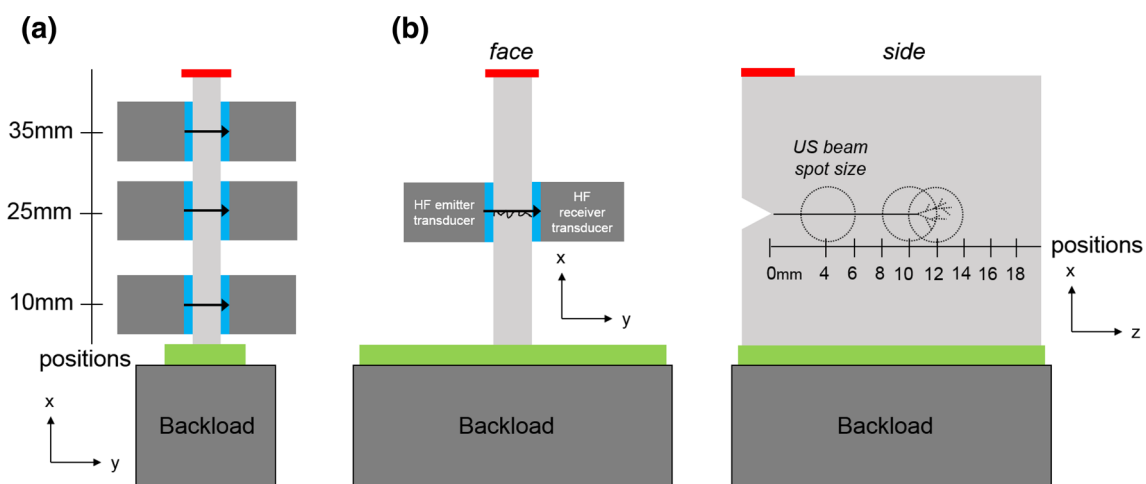 (a)
35mm
25mm
10mm
positions
x
y
Backload
(b)
face
HF emitter
transducer
HF
receiver
transducer
x
y
Backload
side
US beam
spot size
positions
0mm 4 6 8 10 12 14 16 18
x
z
Backload